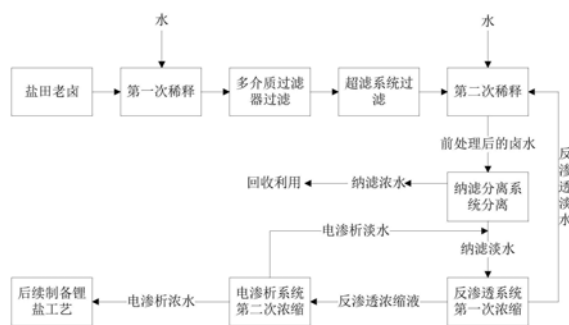 水
水
盐田老卤
第一次稀释
多介质过滤
器过滤
超滤系统过
滤
第二次稀释
前处理后的卤水
反渗透淡水
回收利用
纳滤浓水
纳滤分离系
统分离
电渗析淡水
纳滤淡水
后续制备锂
盐工艺
电渗析浓水
电渗析系统
第二次浓缩
反渗透浓缩液
反渗透系统
第一次浓缩